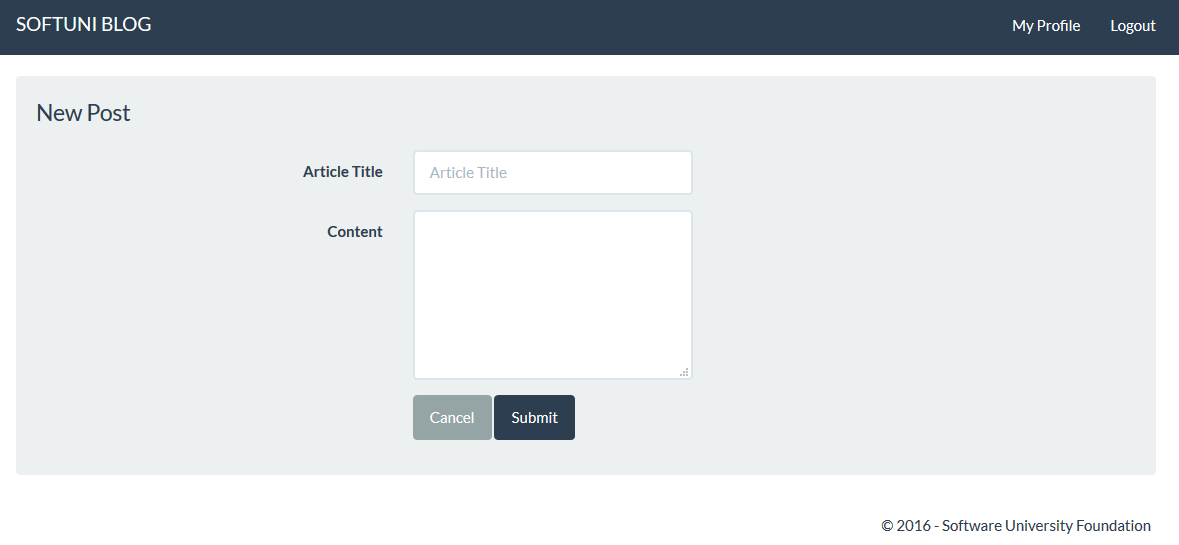 SOFTUNI BLOG My Profile Logout
New Post
Article Title Article Title
Content
Cancel Submit
© 2016 - Software University Foundation